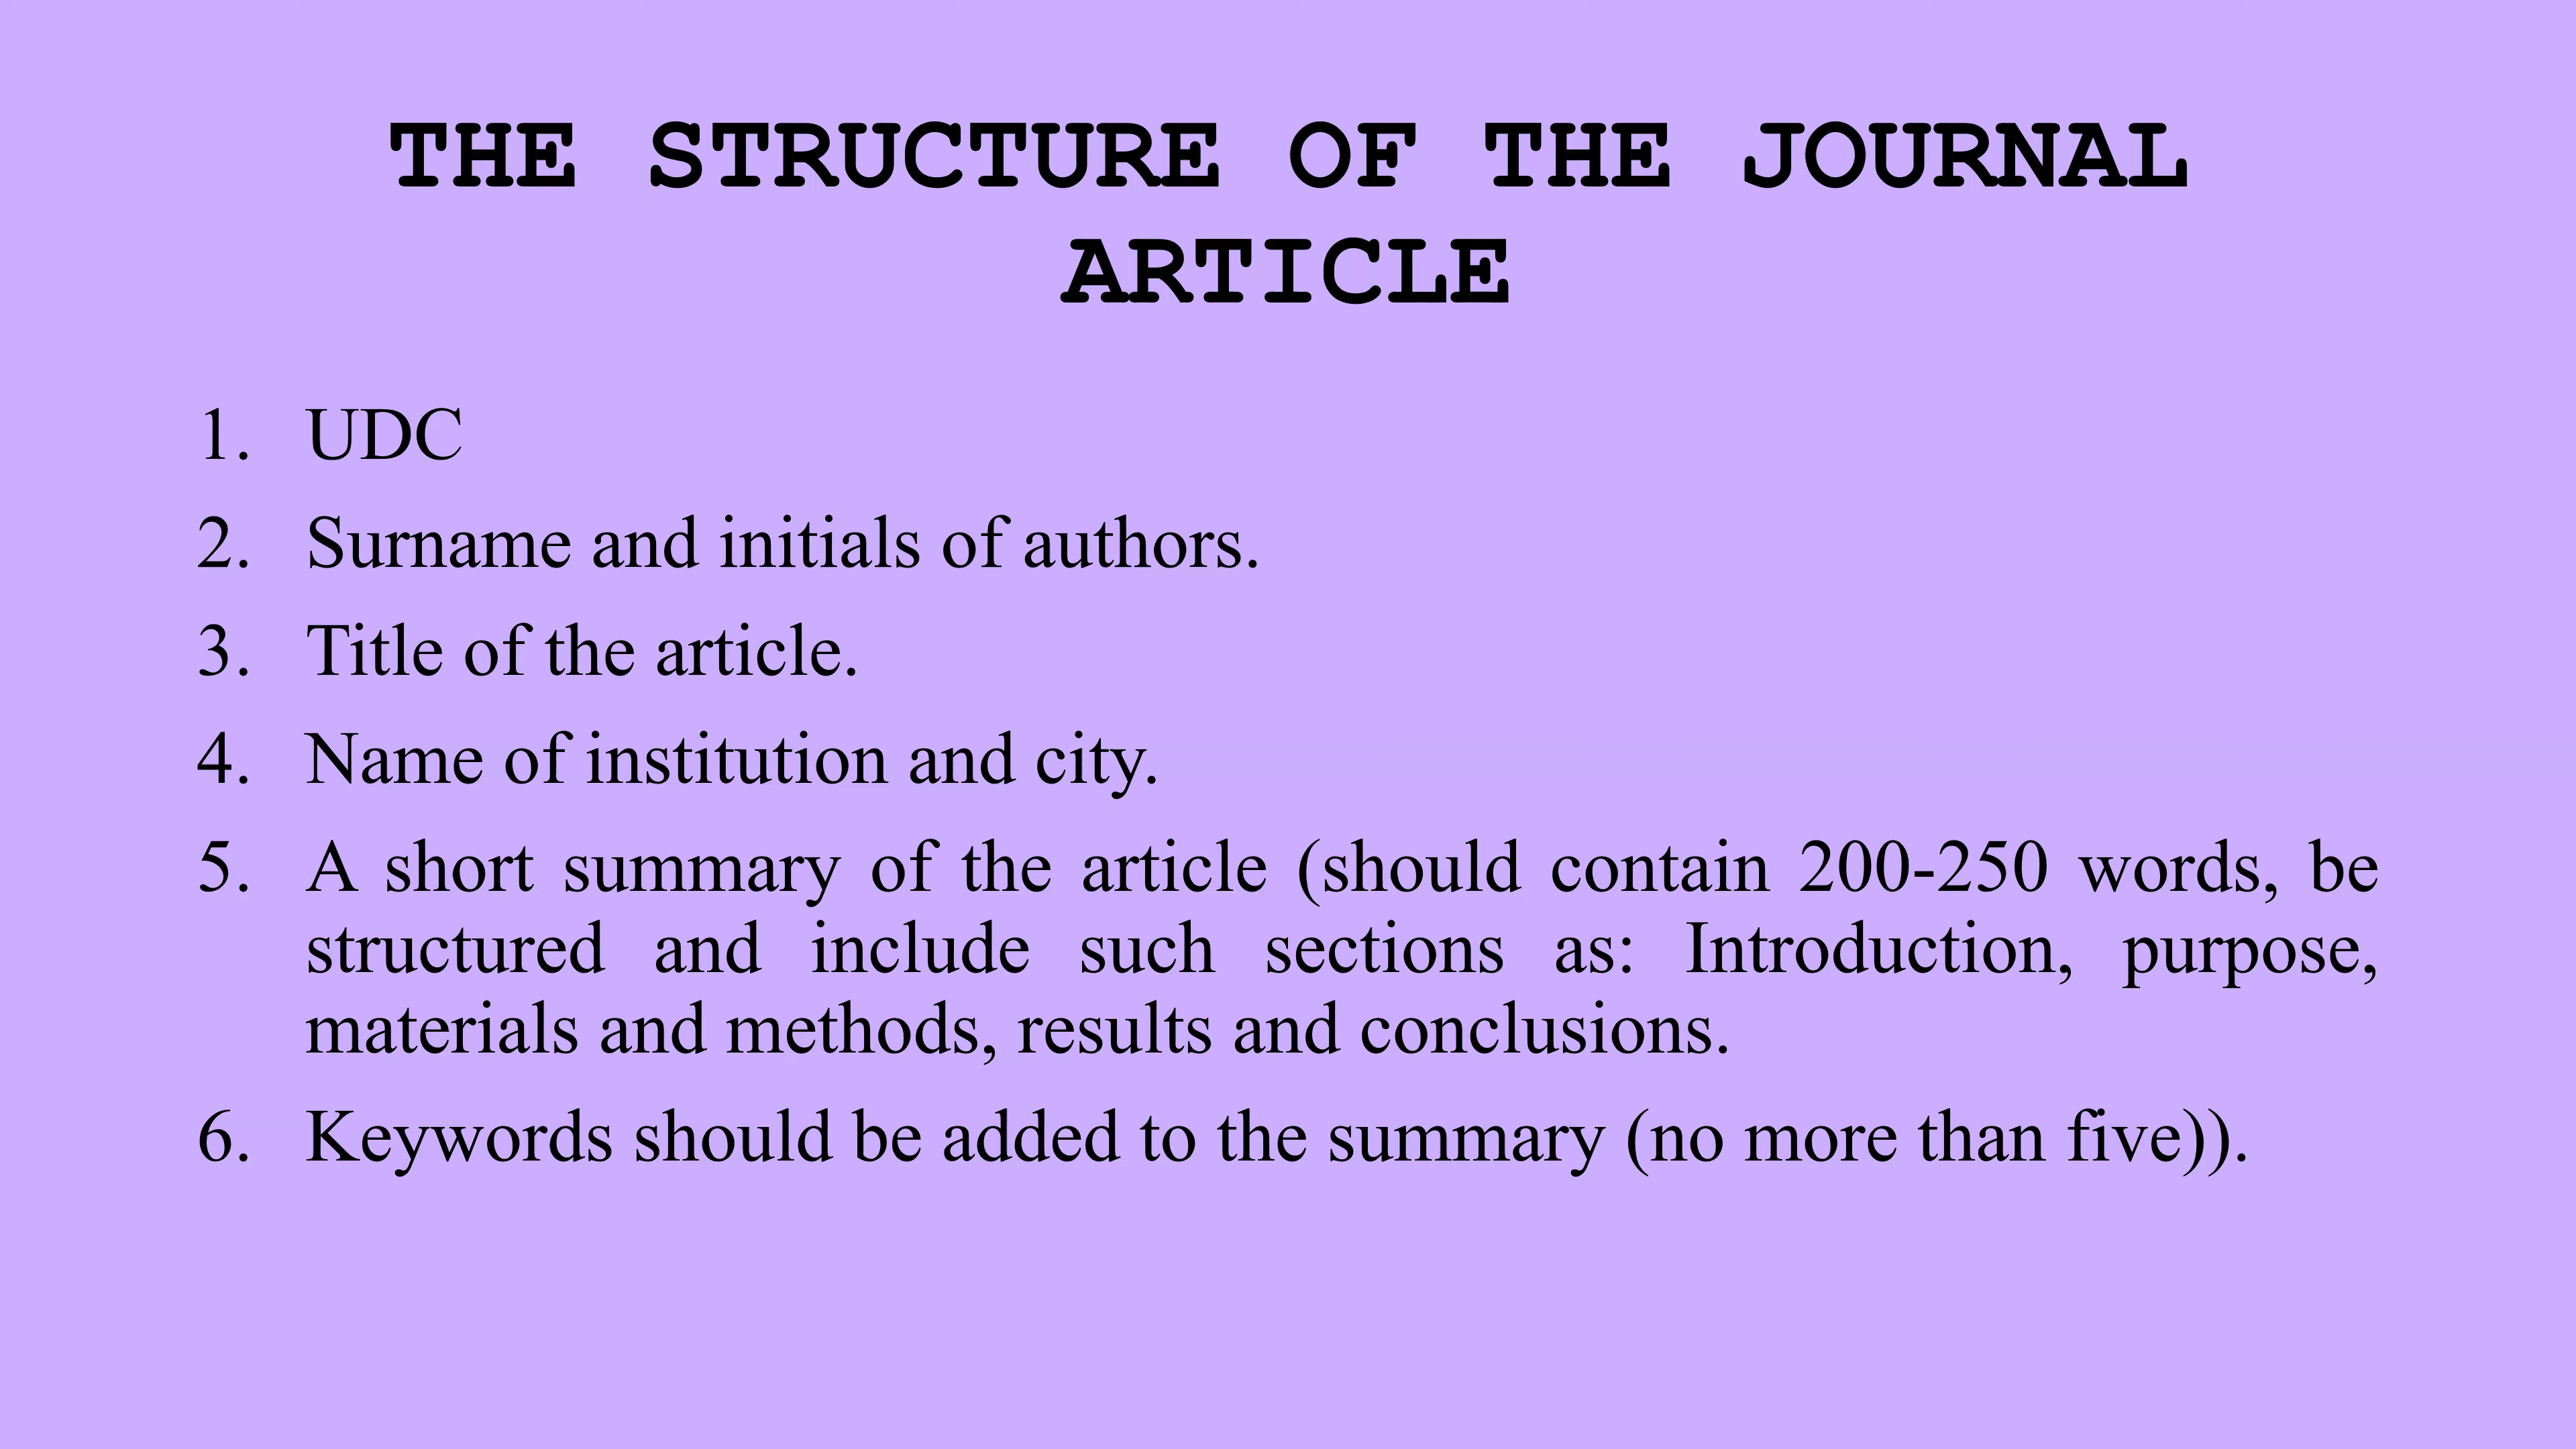 THE STRUCTURE OF THE JOURNAL
ARTICLE
1. UDC
2. Surname and initials of authors.
3. Title of the article.
4. Name of institution and city.
5. A short summary of the article (should contain 200-250 words, be
structured and include such sections as: Introduction, purpose,
materials and methods, results and conclusions.
6. Keywords should be added to the summary (no more than five)).